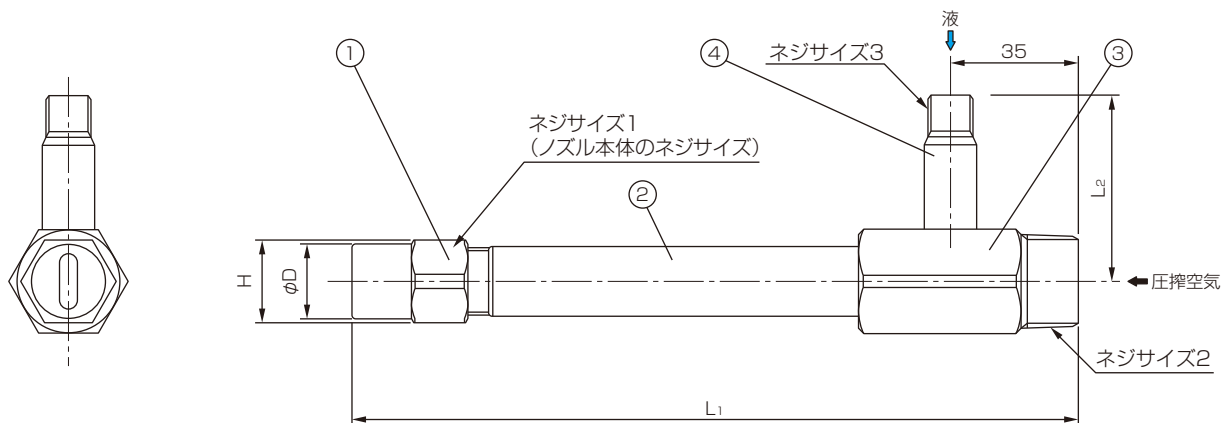 液
①
④
ネジサイズ3
35
③
ネジサイズ1
(ノズル本体のネジサイズ)
②
L2
H
φD
圧搾空気
ネジサイズ2
L1